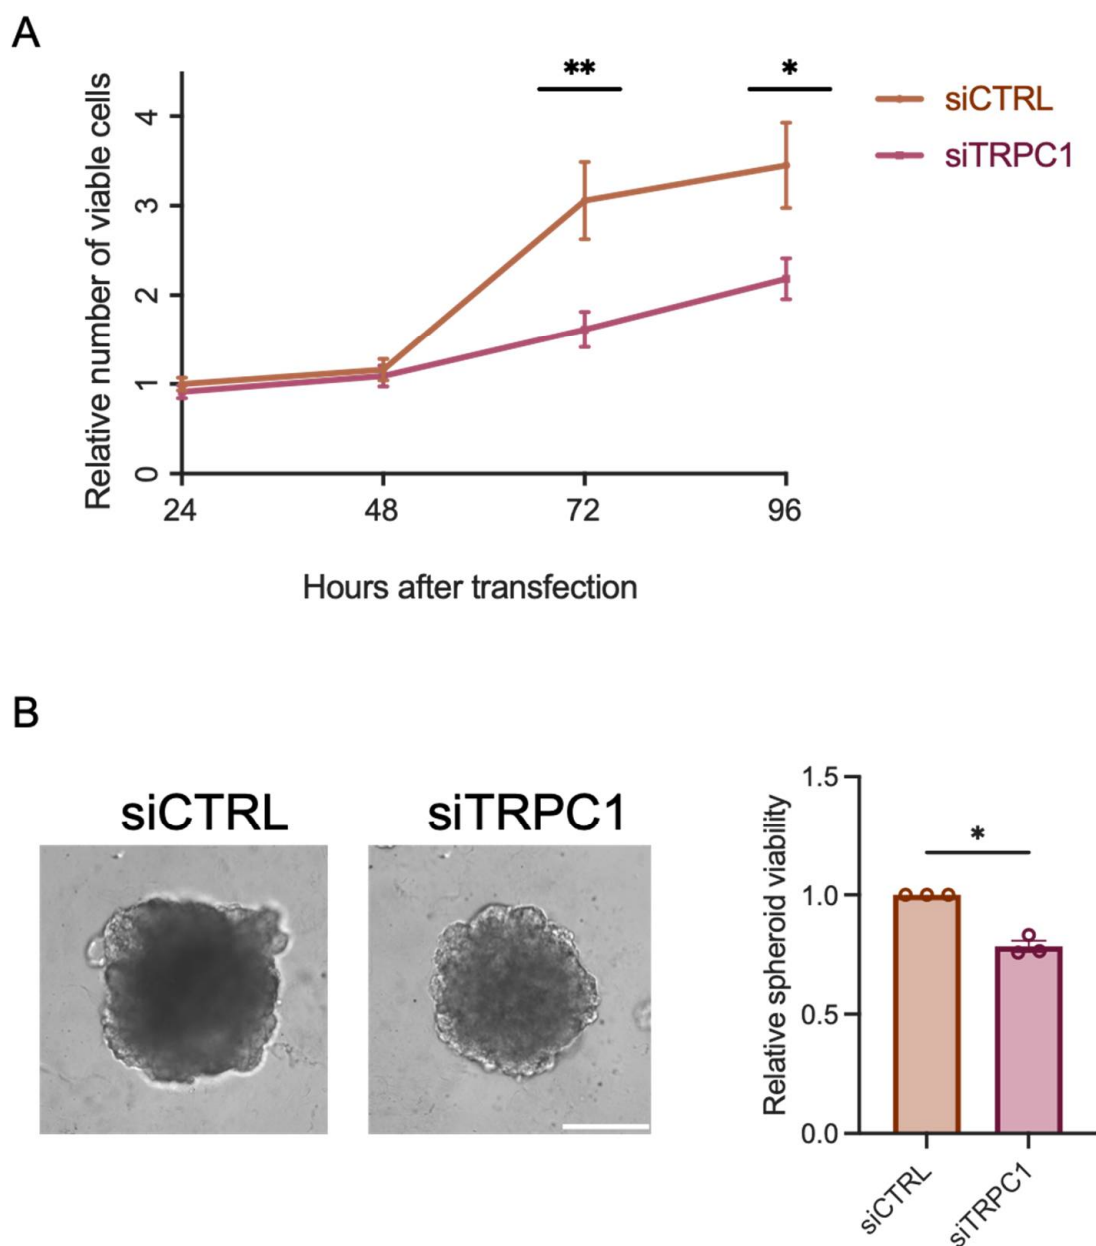 A
Relative number of viable cells
4
3
2
1
0
24 48 72 96
Hours after transfection
** *
siCTRL
siTRPC1
B
siCTRL siTRPC1
Relative spheroid viability
1.5
1.0
0.5
0.0
*
siCTRL
siTRPC1